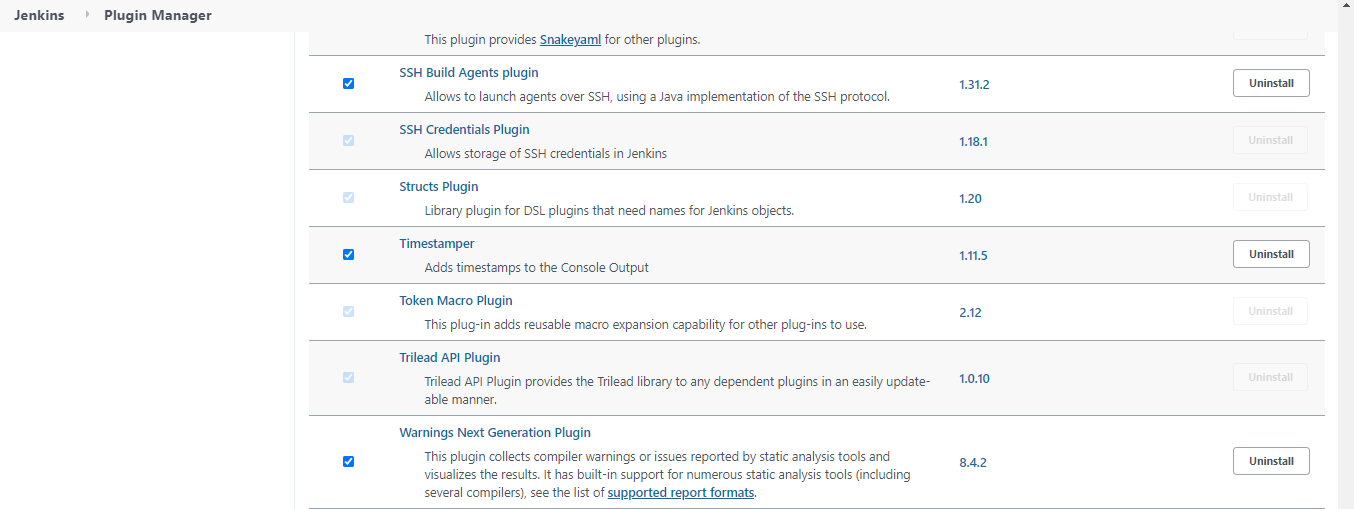 Jenkins Plugin Manager
This plugin provides Snakeyaml for other plugins.
SSH Build Agents plugin
Allows to launch agents over SSH, using a Java implementation of the SSH protocol.
1.31.2
Uninstall
SSH Credentials Plugin
Allows storage of SSH credentials in Jenkins
1.18.1
Uninstall
Structs Plugin
Library plugin for DSL plugins that need names for Jenkins objects.
1.20
Uninstall
Timestamper
Adds timestamps to the Console Output
1.11.5
Uninstall
Token Macro Plugin
This plug-in adds reusable macro expansion capability for other plug-ins to use.
2.12
Uninstall
Trilead API Plugin
Trilead API Plugin provides the Trilead library to any dependent plugins in an easily update-
able manner.
1.0.10
Uninstall
Warnings Next Generation Plugin
This plugin collects compiler warnings or issues reported by static analysis tools and
visualizes the results. It has built-in support for numerous static analysis tools (including
several compilers), see the list of supported report formats.
8.4.2
Uninstall